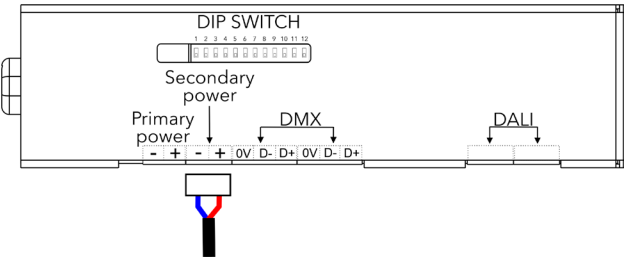 DIP SWITCH
1 2 3 4 5 6 7 8 9 10 11 12
Secondary
power
Primary
power
DMX
DALI
- + - + 0V D- D+ 0V D- D+